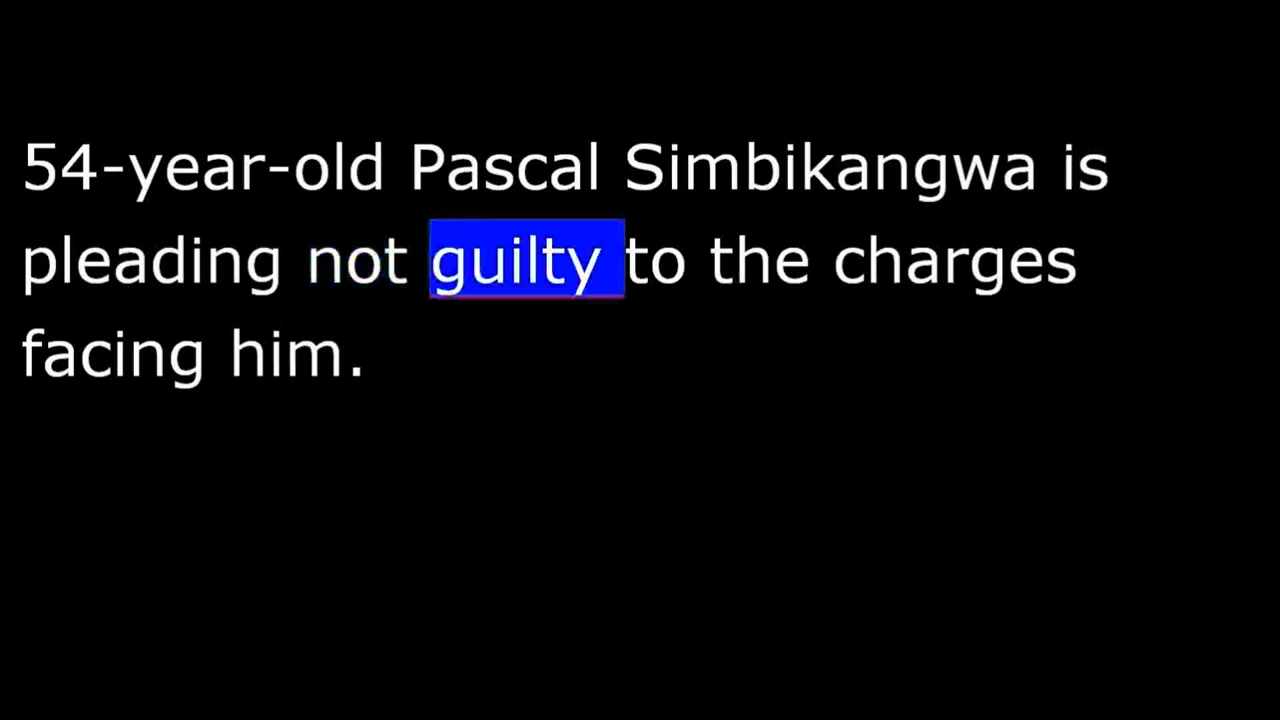 54-year-old Pascal Simbikangwa is
pleading not guilty to the charges
facing him.